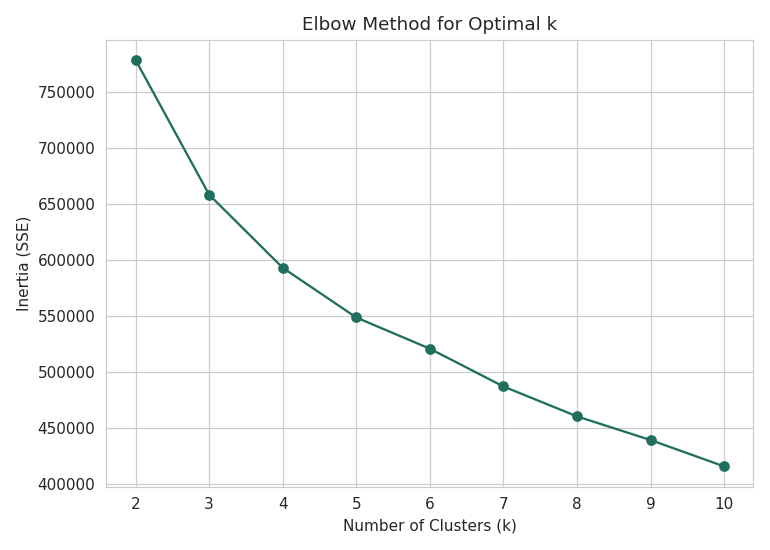 Elbow Method for Optimal k
Inertia (SSE)
750000
700000
650000
600000
550000
500000
450000
400000
2 3 4 5 6 7 8 9 10
Number of Clusters (k)